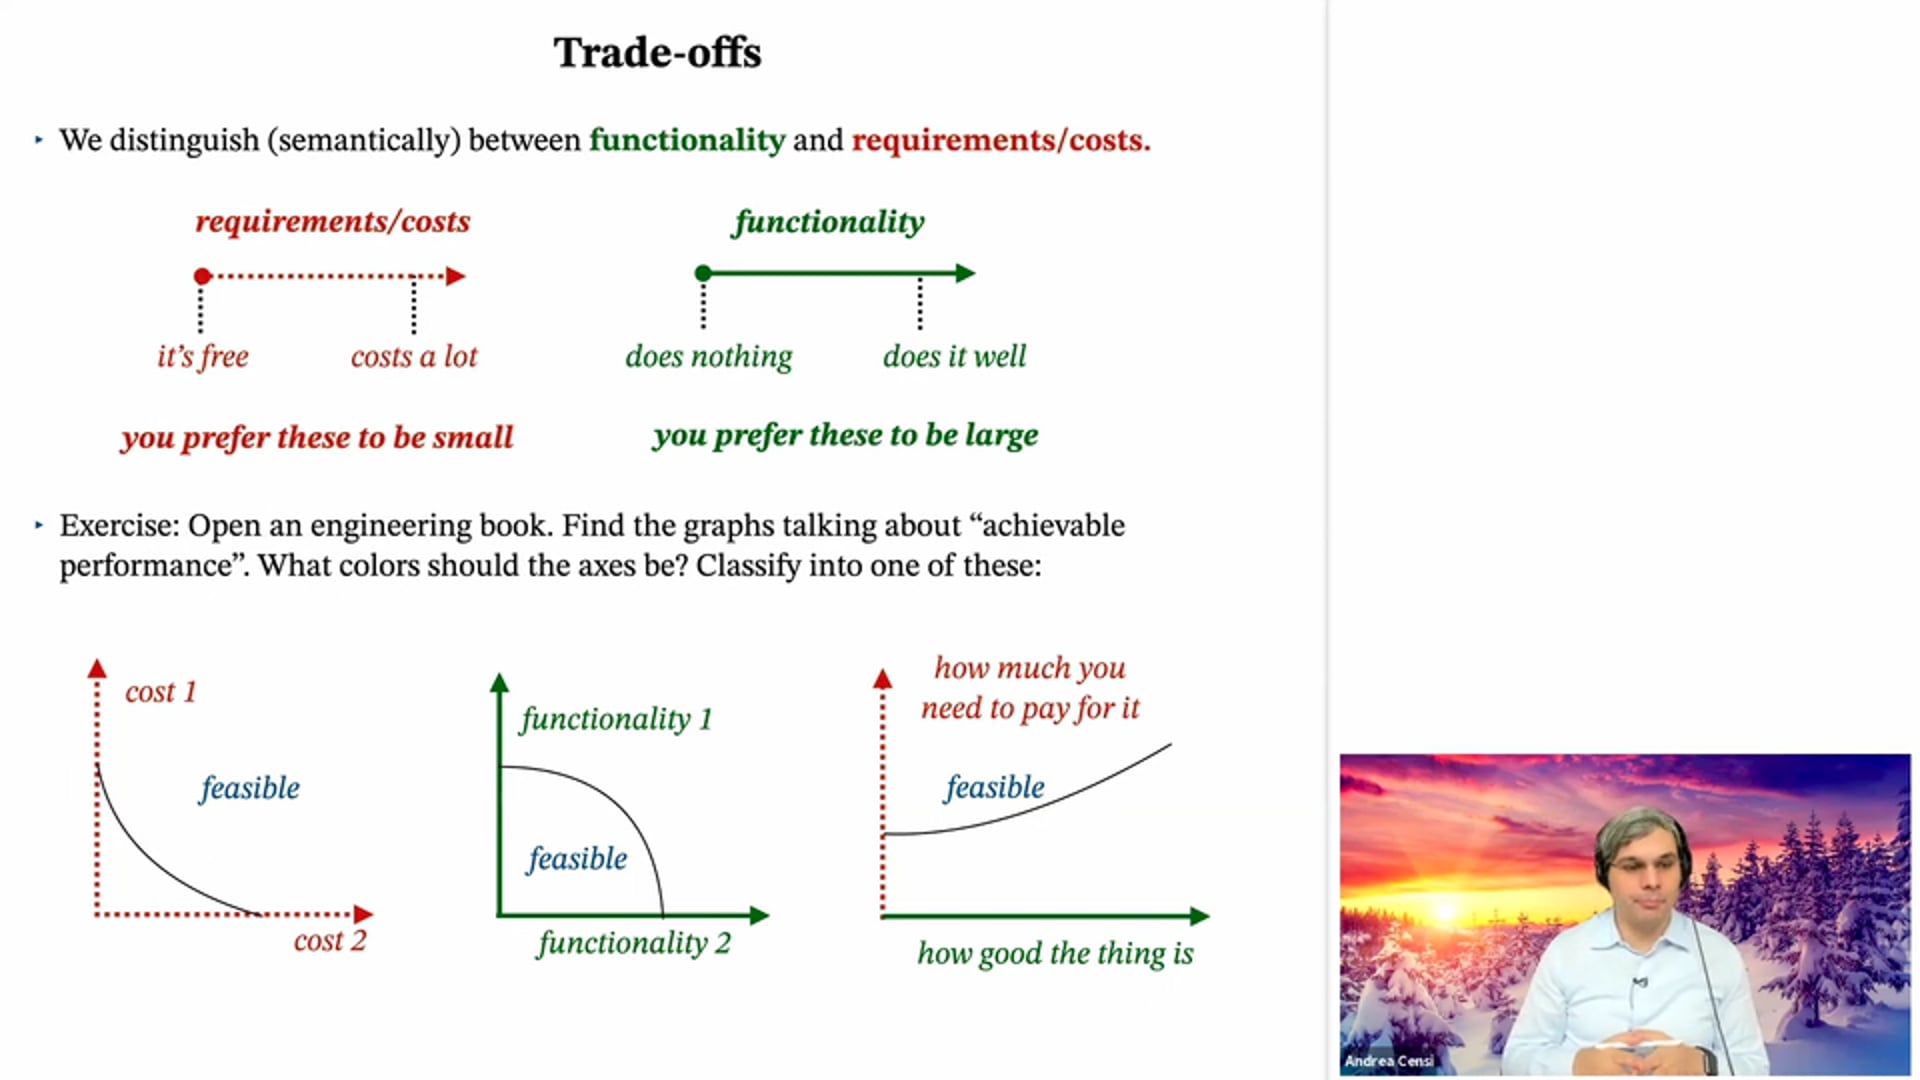 Trade-offs
‣ We distinguish (semantically) between functionality and requirements/costs.
requirements/costs
functionality
it’s free
costs a lot
does nothing
does it well
you prefer these to be small
you prefer these to be large
‣ Exercise: Open an engineering book. Find the graphs talking about “achievable
performance”. What colors should the axes be? Classify into one of these:
cost 1
feasible
cost 2
functionality 1
feasible
functionality 2
how much you
need to pay for it
feasible
how good the thing is
Andrea Censi